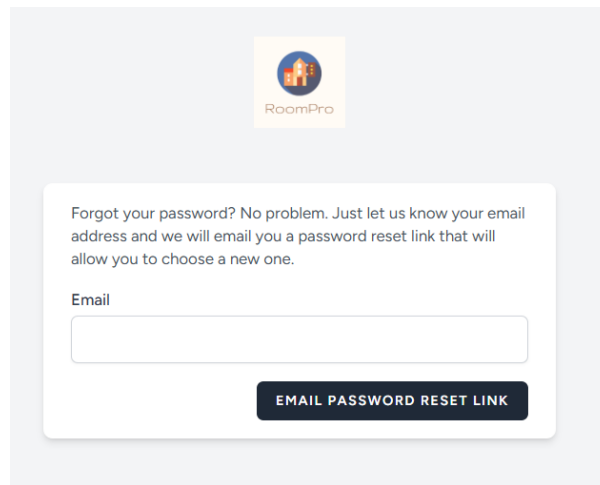 RoomPro
Forgot your password? No problem. Just let us know your email
address and we will email you a password reset link that will
allow you to choose a new one.
Email
EMAIL PASSWORD RESET LINK